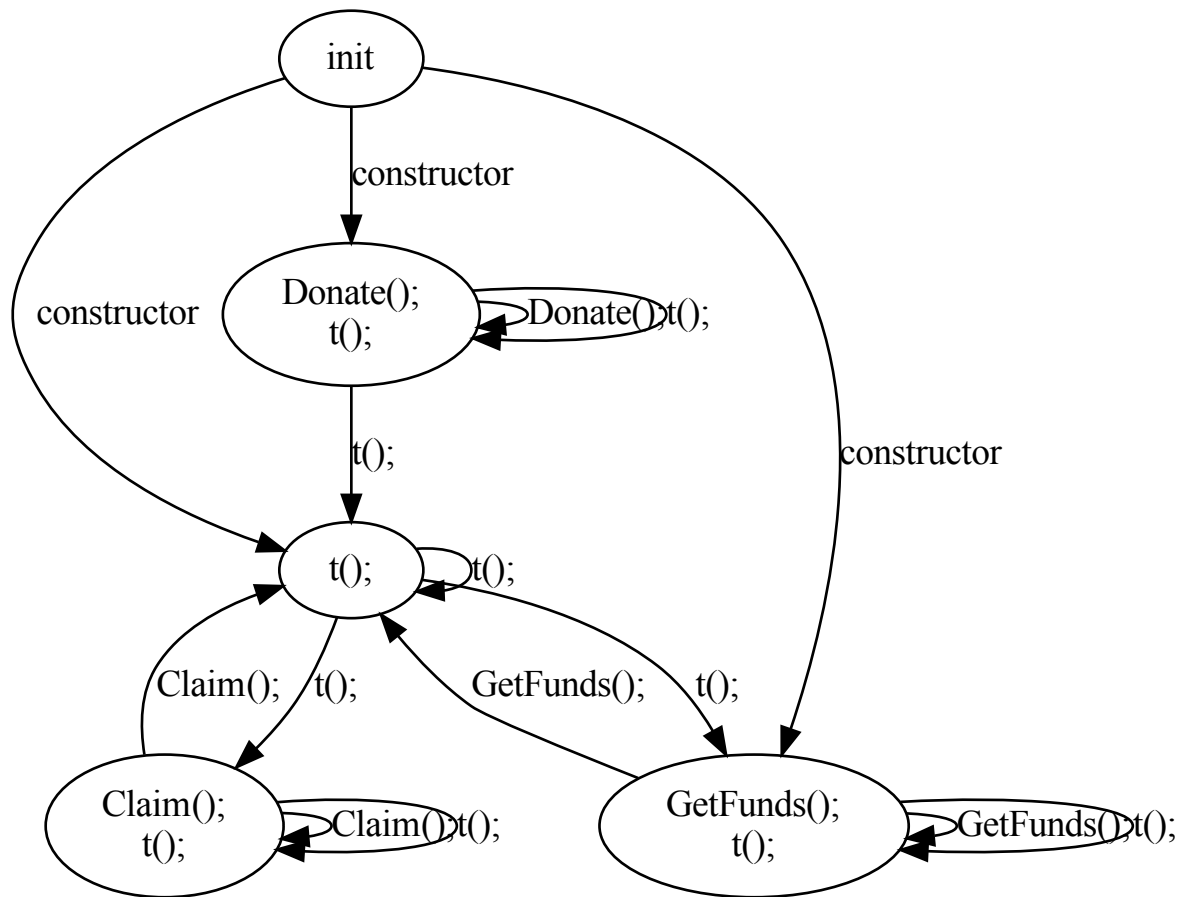 init
constructor
Donate();
t();
Donate();
t();
constructor
t();
constructor
t();
t();
Claim();
t();
GetFunds();
t();
Claim();
t();
Claim();
t();
GetFunds();
t();
GetFunds();
t();